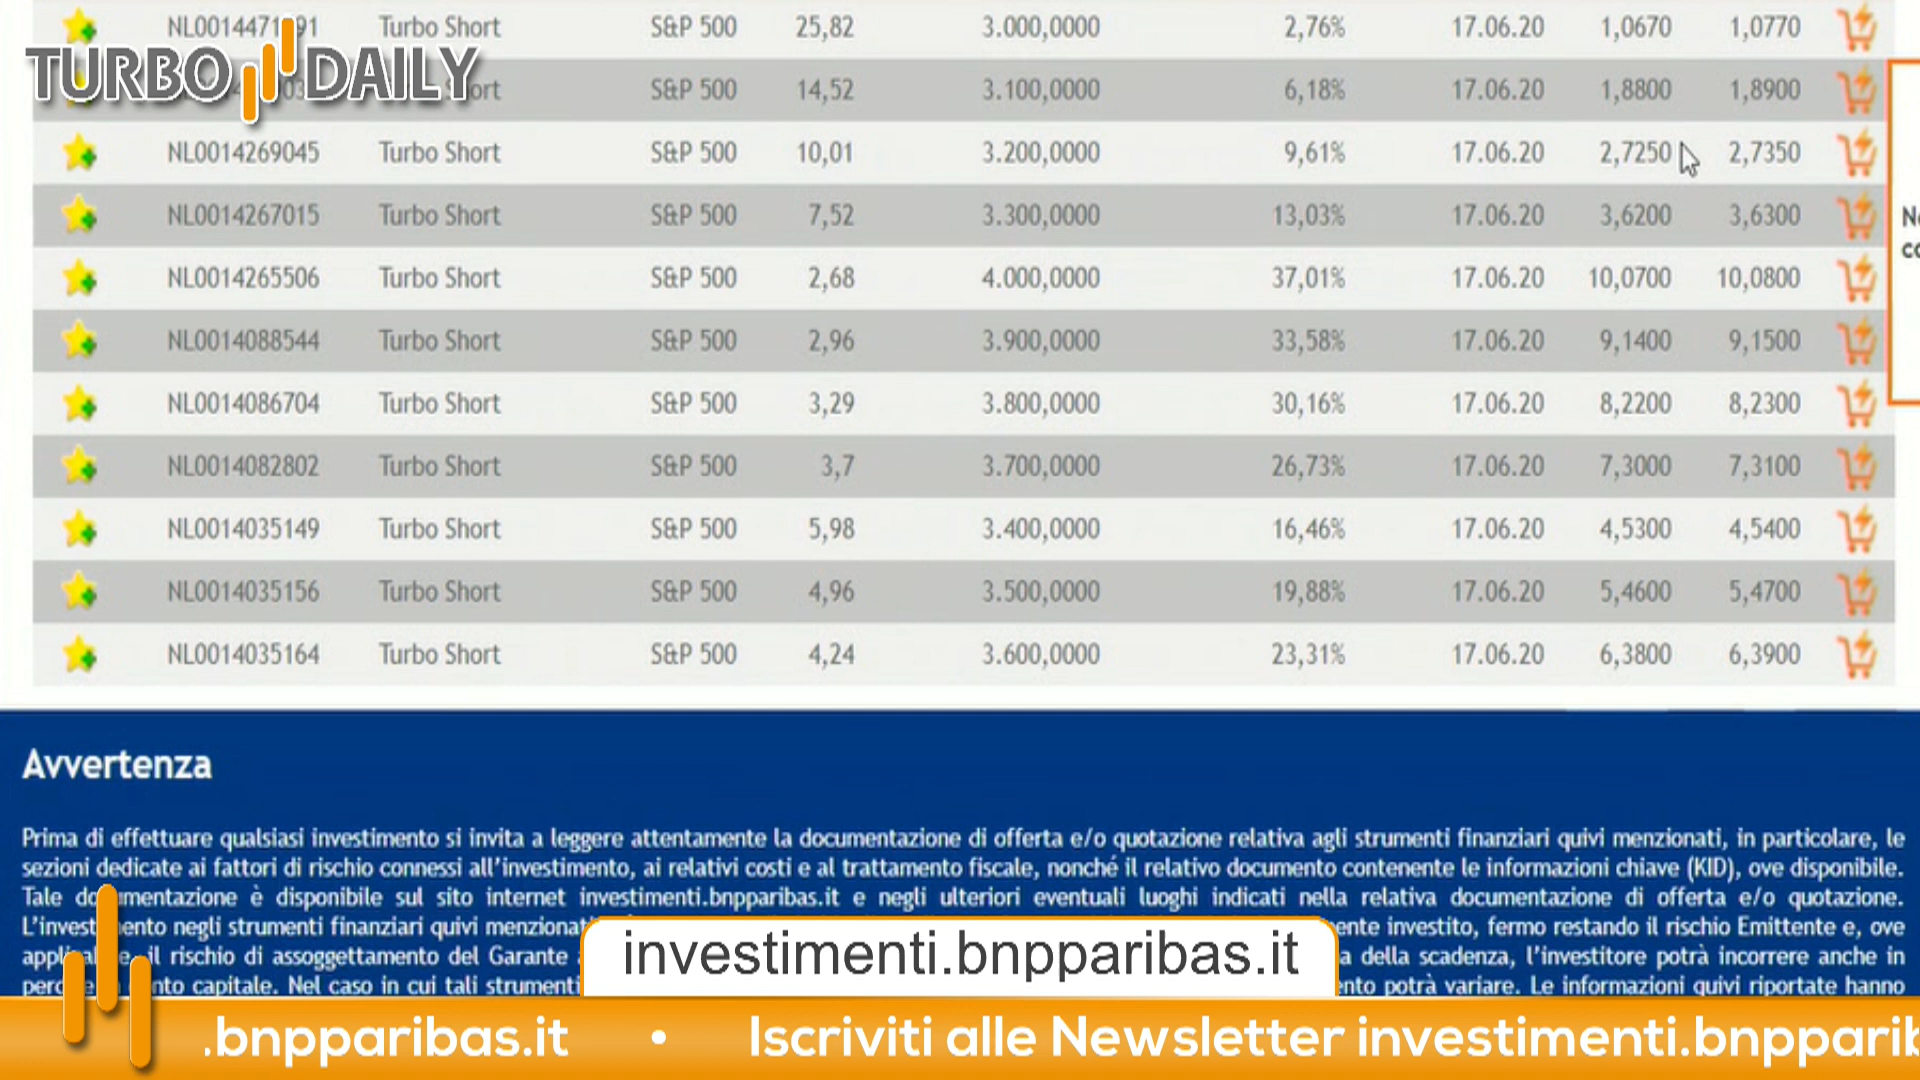 NL0014471 91 Turbo Short S&P 500 25,82 3.000,0000 2,76% 17.06.20 1,0670 1,0770
TURBO DAILY
ort S&P 500 14,52 3.100,0000 6,18% 17.06.20 1,8800 1,8900
NL0014269045 Turbo Short S&P 500 10,01 3.200,0000 9,61% 17.06.20 2,7250 2,7350
NL0014267015 Turbo Short S&P 500 7,52 3.300,0000 13,03% 17.06.20 3,6200 3,6300
NL0014265506 Turbo Short S&P 500 2,68 4.000,0000 37,01% 17.06.20 10,0700 10,0800
NL0014088544 Turbo Short S&P 500 2,96 3.900,0000 33,58% 17.06.20 9,1400 9,1500
NL0014086704 Turbo Short S&P 500 3,29 3.800,0000 30,16% 17.06.20 8,2200 8,2300
NL0014082802 Turbo Short S&P 500 3,7 3.700,0000 26,73% 17.06.20 7,3000 7,3100
NL0014035149 Turbo Short S&P 500 5,98 3.400,0000 16,46% 17.06.20 4,5300 4,5400
NL0014035156 Turbo Short S&P 500 4,96 3.500,0000 19,88% 17.06.20 5,4600 5,4700
NL0014035164 Turbo Short S&P 500 4,24 3.600,0000 23,31% 17.06.20 6,3800 6,3900
Avvertenza
Prima di effettuare qualsiasi investimento si invita a leggere attentamente la documentazione di offerta e/o quotazione relativa agli strumenti finanziari quivi menzionati, in particolare, le
sezioni dedicate ai fattori di rischio connessi all'investimento, ai relativi costi e al trattamento fiscale, nonché il relativo documento contenente le informazioni chiave (KID), ove disponibile.
Tale do mentazione è disponibile sul sito internet investimenti.bnpparibas.it e negli ulteriori eventuali luoghi indicati nella relativa documentazione di offerta e/o quotazione.
L'invest ento negli strumenti finanziari quivi menzionat ente investito, fermo restando il rischio Emittente e, ove
il rischio di assoggettamento del Garante a della scadenza, l'investitore potrà incorrere anche in
nto capitale. Nel caso in cui tali strumenti nto potrà variare. Le informazioni quivi riportate hanno
investimenti.bnpparibas.it
.bnpparibas.it • Iscriviti alle Newsletter investimenti.bnpparib